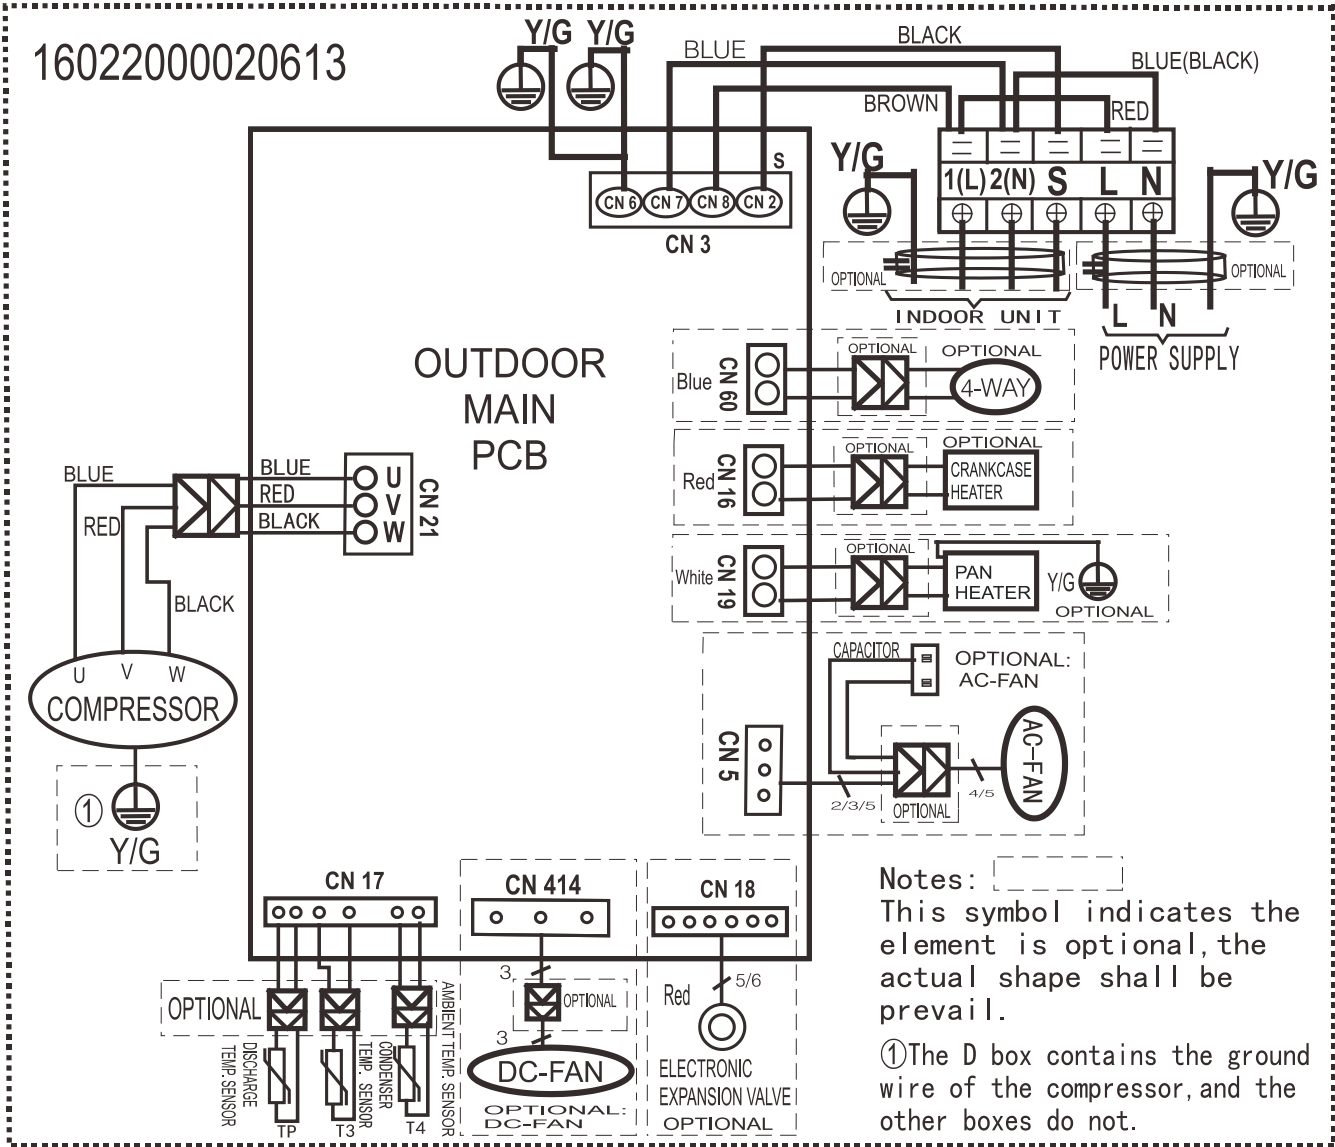 16022000020613
Y/G Y/G
BLUE
BLACK
BLUE(BLACK)
BROWN
RED
S
CN 6 CN 7 CN 8 CN 2
CN 3
Y/G
1(L) 2(N) S L N
Y/G
OPTIONAL
OPTIONAL
INDOOR UNIT
L N
POWER SUPPLY
OUTDOOR
MAIN
PCB
Blue
CN 60
OPTIONAL
OPTIONAL
4-WAY
Red
CN 16
OPTIONAL
OPTIONAL
CRANKCASE
HEATER
White
CN 19
OPTIONAL
PAN
HEATER
Y/G
OPTIONAL
BLUE
RED
BLACK
BLUE
RED
BLACK
U
V
W
CN 21
U V W
COMPRESSOR
①
Y/G
CAPACITOR
OPTIONAL:
AC-FAN
CN 5
2/3/5
OPTIONAL
4/5
AC-FAN
CN 17
OPTIONAL
DISCHARGE
TEMP. SENSOR
TP
CONDENSER
TEMP. SENSOR
T3
AMBIENT TEMP. SENSOR
T4
CN 414
3
OPTIONAL
3
DC-FAN
OPTIONAL:
DC-FAN
CN 18
Red
5/6
ELECTRONIC
EXPANSION VALVE
OPTIONAL
Notes:
This symbol indicates the
element is optional, the
actual shape shall be
prevail.
①The D box contains the ground
wire of the compressor, and the
other boxes do not.